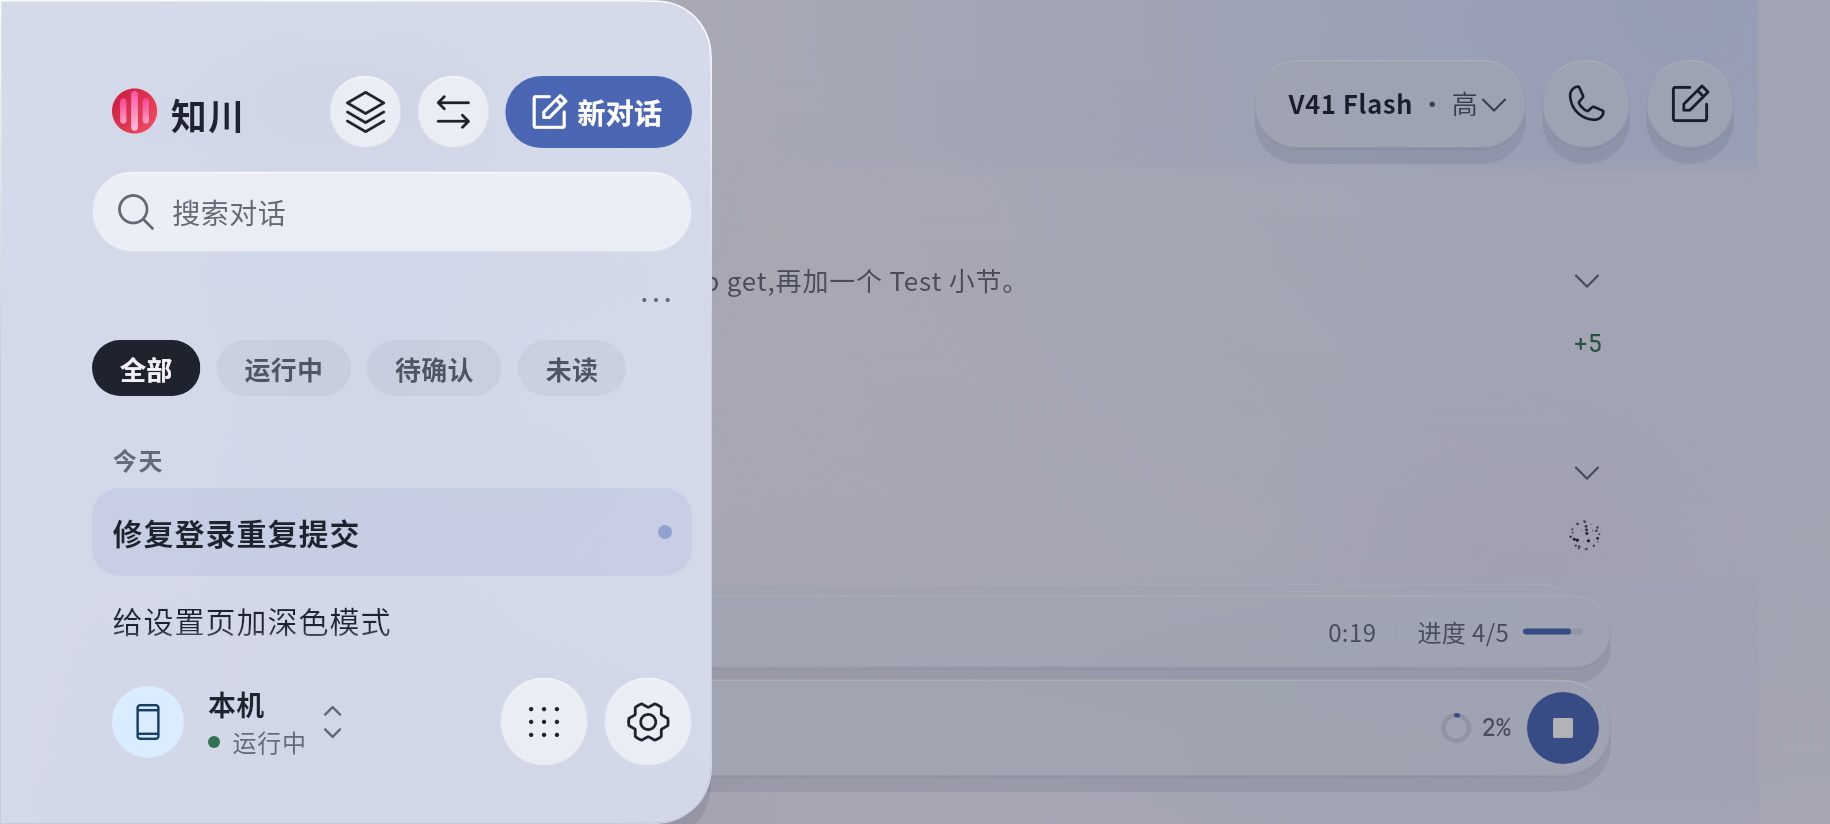 知川
新对话
V41 Flash · 高
搜索对话
get,再加一个 Test 小节。
...
+5
全部
运行中
待确认
未读
今天
修复登录重复提交
给设置页加深色模式
0:19
进度 4/5
本机
运行中
2%